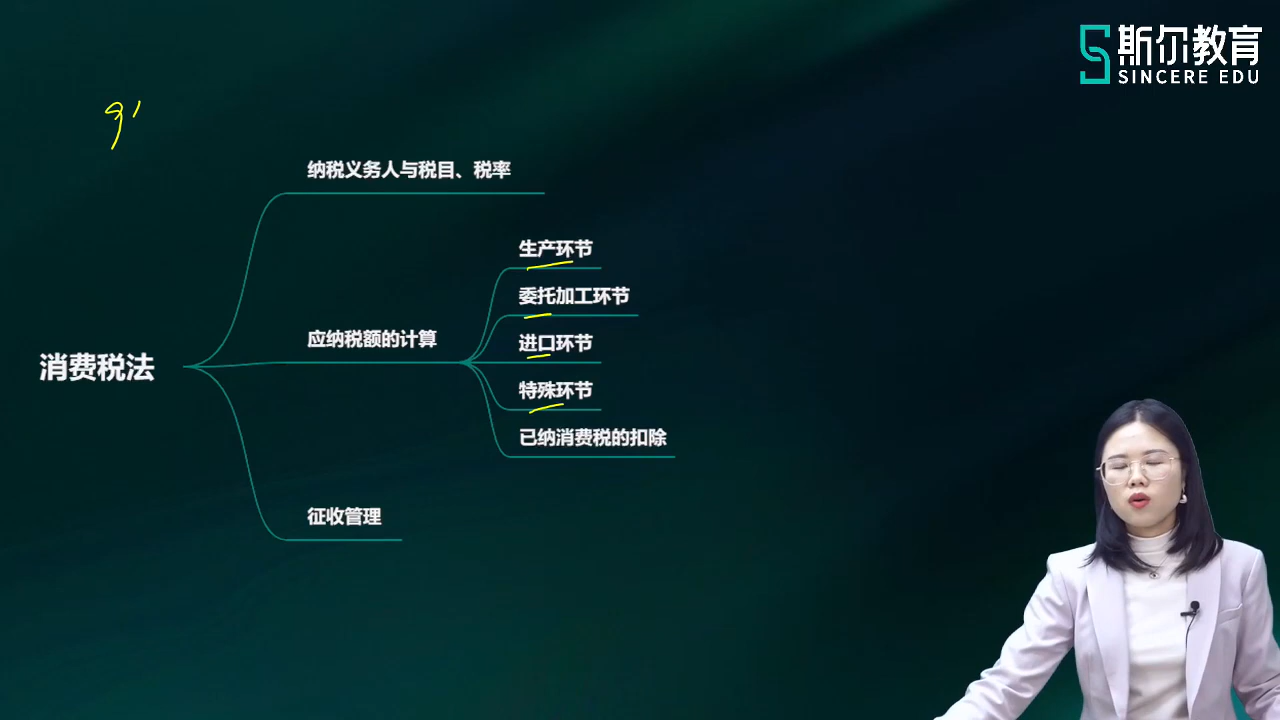 斯尔教育
SINCERE EDU
纳税义务人与税目、税率
生产环节
委托加工环节
应纳税额的计算
进口环节
消费税法
特殊环节
已纳消费税的扣除
征收管理